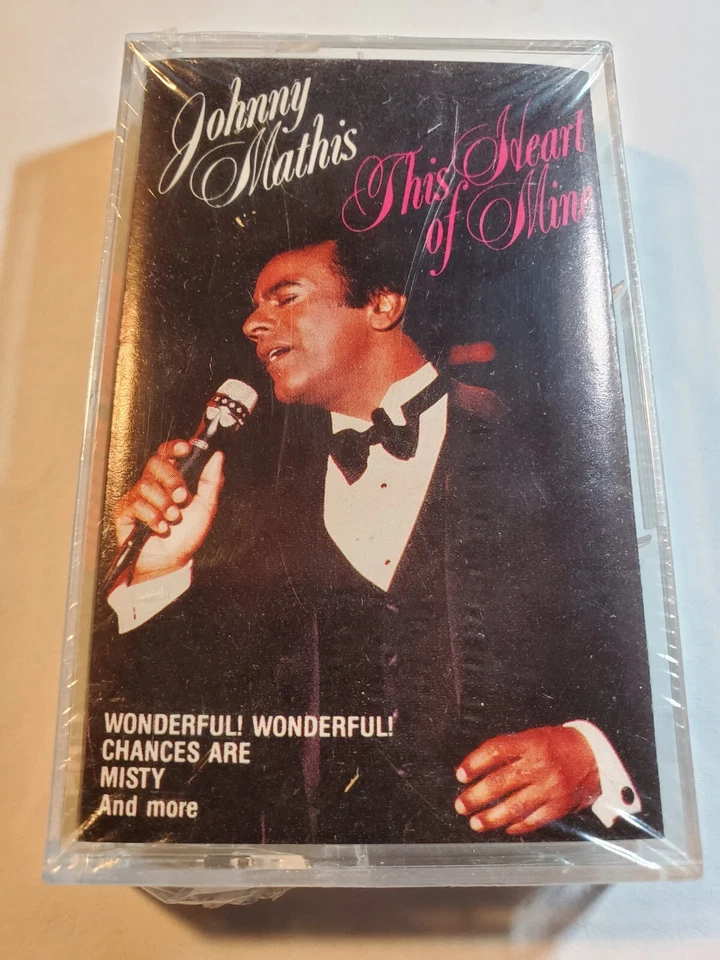 Johnny
Mathis
This Heart
of Mine
WONDERFUL! WONDERFUL!
CHANCES ARE
MISTY
And more